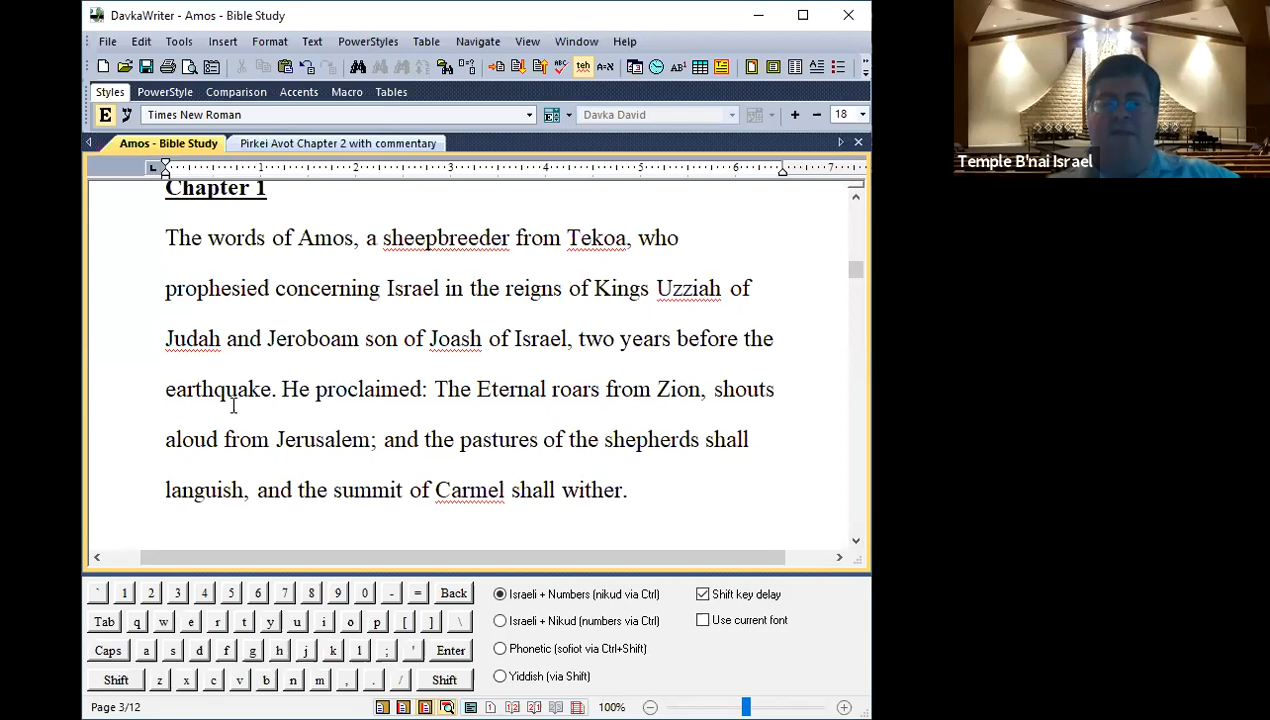 DavkaWriter - Amos - Bible Study
File Edit Tools Insert Format Text PowerStyles Table Navigate View Window Help
Styles PowerStyle Comparison Accents Macro Tables
E Times New Roman Davka David 18
Amos - Bible Study Pirkei Avot Chapter 2 with commentary
1 2 3 4 5 6 7
Chapter 1
The words of Amos, a sheepbreeder from Tekoa, who
prophesied concerning Israel in the reigns of Kings Uzziah of
Judah and Jeroboam son of Joash of Israel, two years before the
earthquake. He proclaimed: The Eternal roars from Zion, shouts
aloud from Jerusalem; and the pastures of the shepherds shall
languish, and the summit of Carmel shall wither.
` 1 2 3 4 5 6 7 8 9 0 - = Back
Tab q w e r t y u i o p [ ] \
Caps a s d f g h j k l ; ' Enter
Shift z x c v b n m , . / Shift
Israeli + Numbers (nikud via Ctrl)
Israeli + Nikud (numbers via Ctrl)
Phonetic (sofiot via Ctrl+Shift)
Yiddish (via Shift)
Shift key delay
Use current font
Page 3/12 100%
Temple B'nai Israel